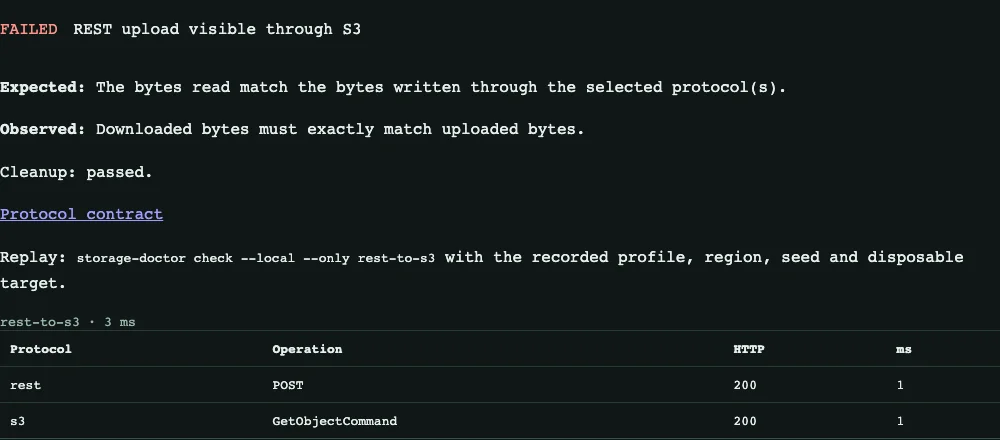 FAILED REST upload visible through S3
Expected: The bytes read match the bytes written through the selected protocol(s).
Observed: Downloaded bytes must exactly match uploaded bytes.
Cleanup: passed.
Protocol contract
Replay: storage-doctor check --local --only rest-to-s3 with the recorded profile, region, seed and disposable
target.
rest-to-s3 · 3 ms
Protocol Operation HTTP ms
rest POST 200 1
s3 GetObjectCommand 200 1